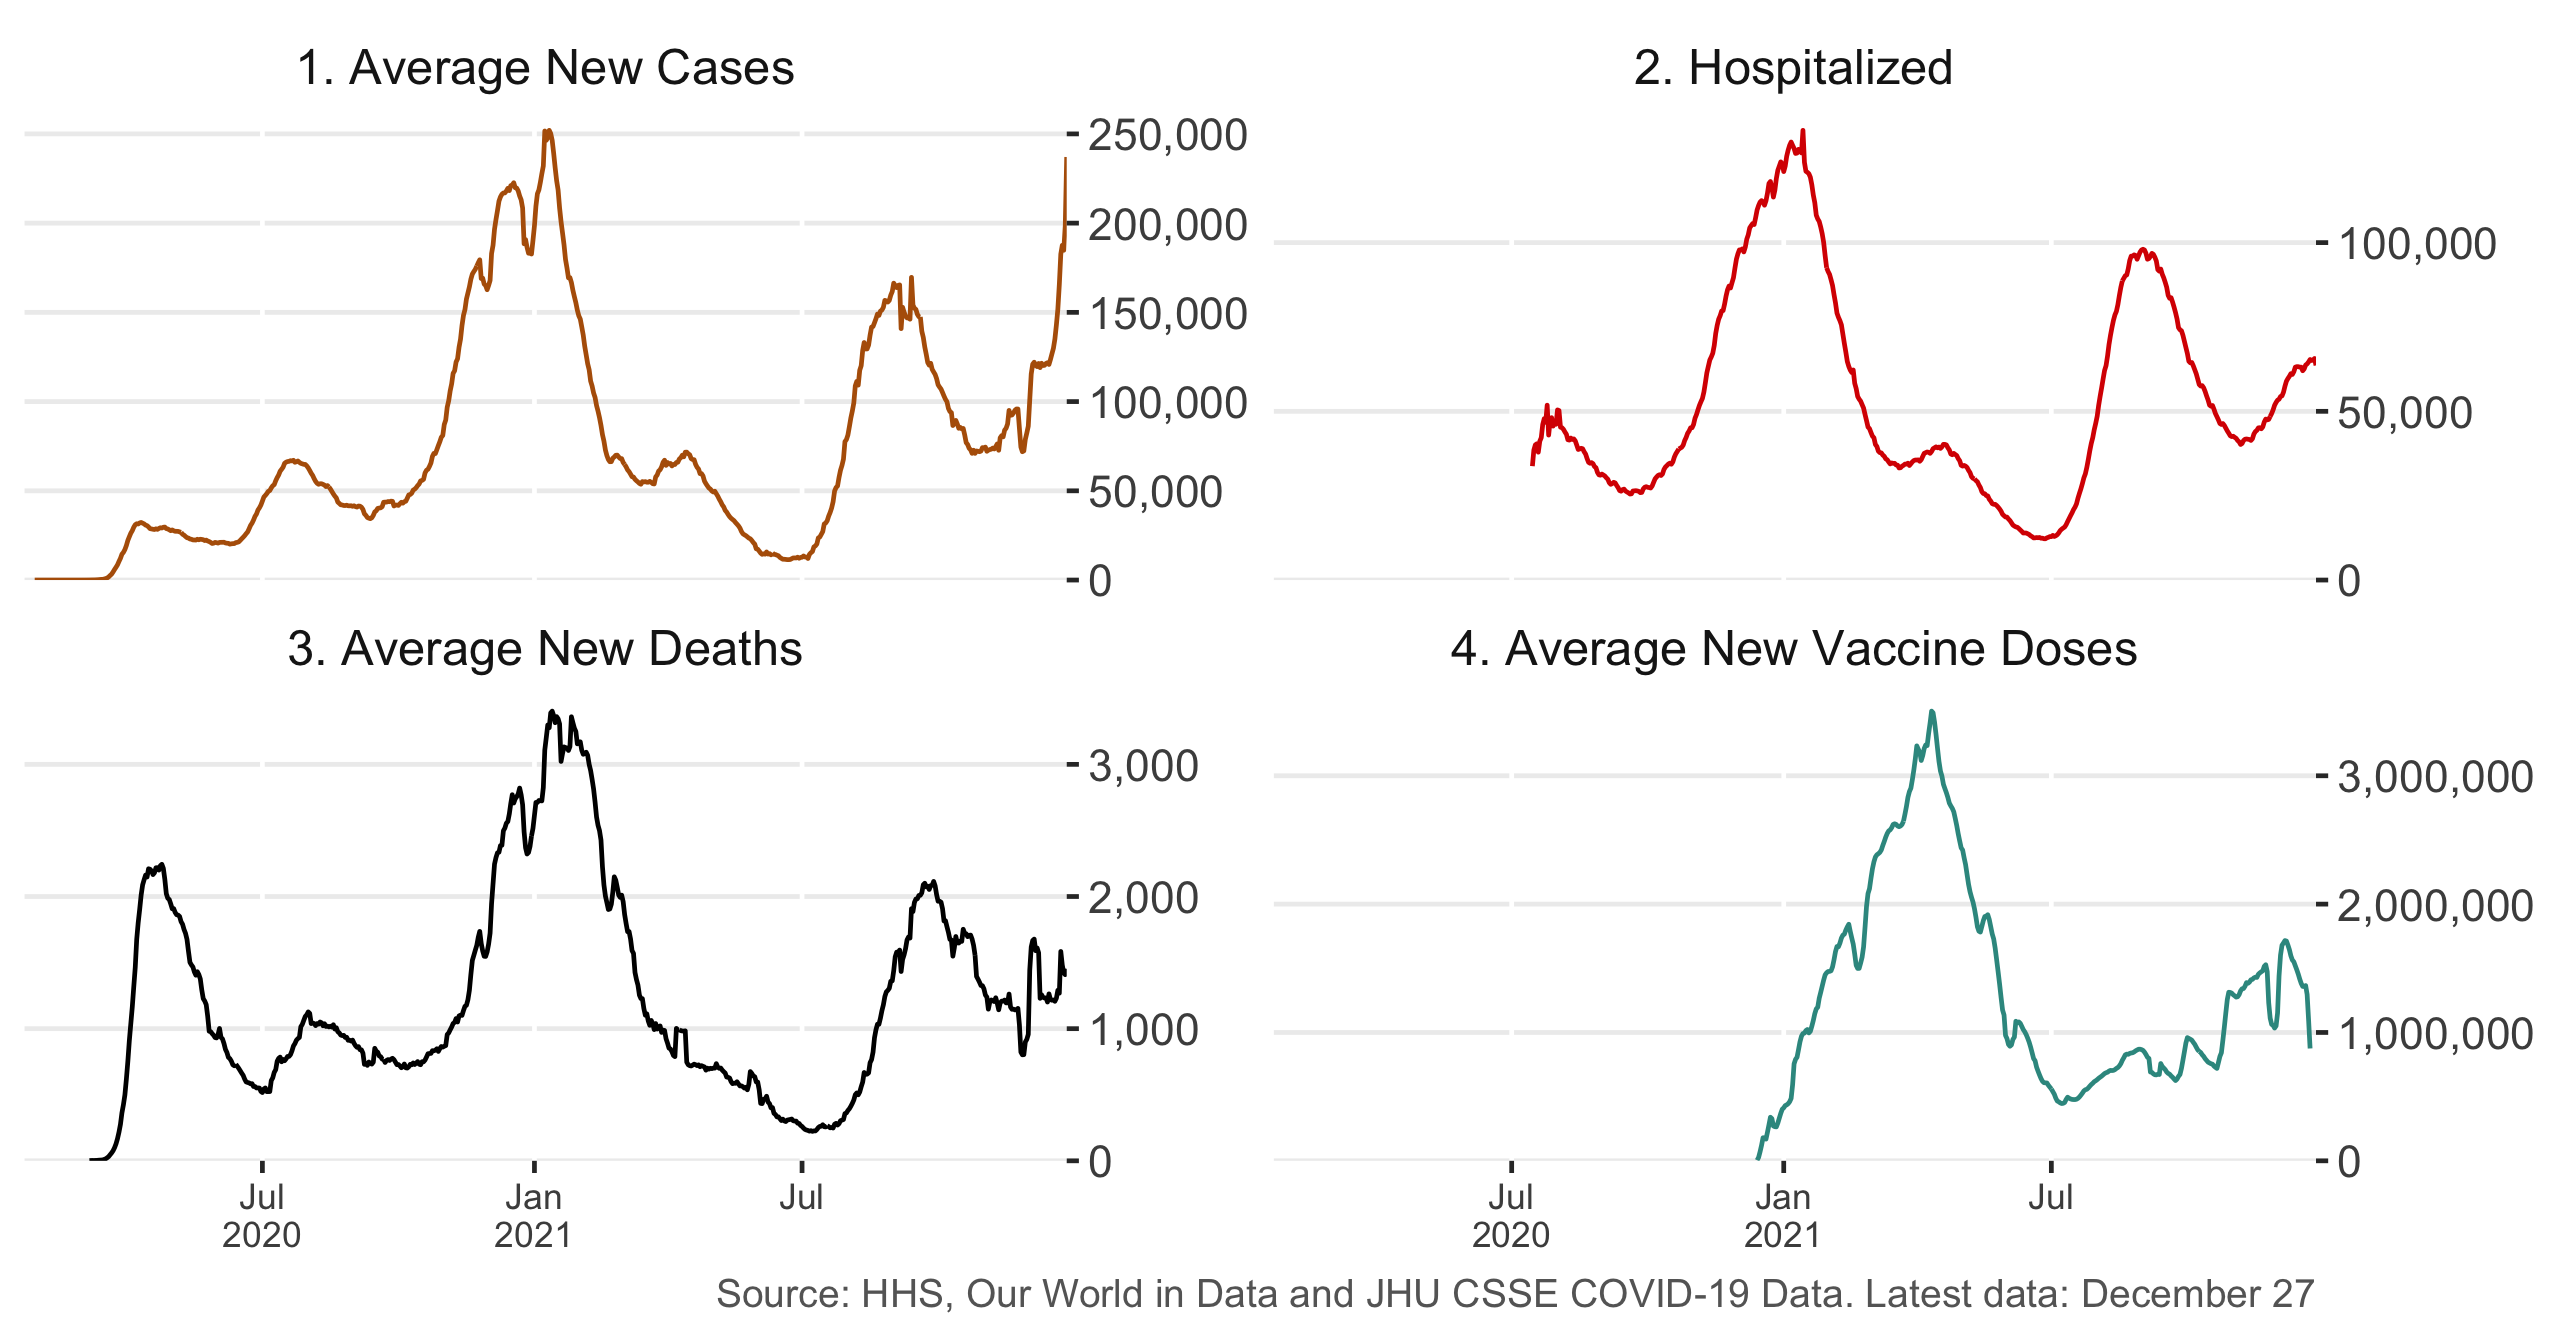 1. Average New Cases
250,000
200,000
150,000
100,000
50,000
0
2. Hospitalized
100,000
50,000
0
3. Average New Deaths
3,000
2,000
1,000
0
Jul Jan Jul
2020 2021
4. Average New Vaccine Doses
3,000,000
2,000,000
1,000,000
0
Jul Jan Jul
2020 2021
Source: HHS, Our World in Data and JHU CSSE COVID-19 Data. Latest data: December 27